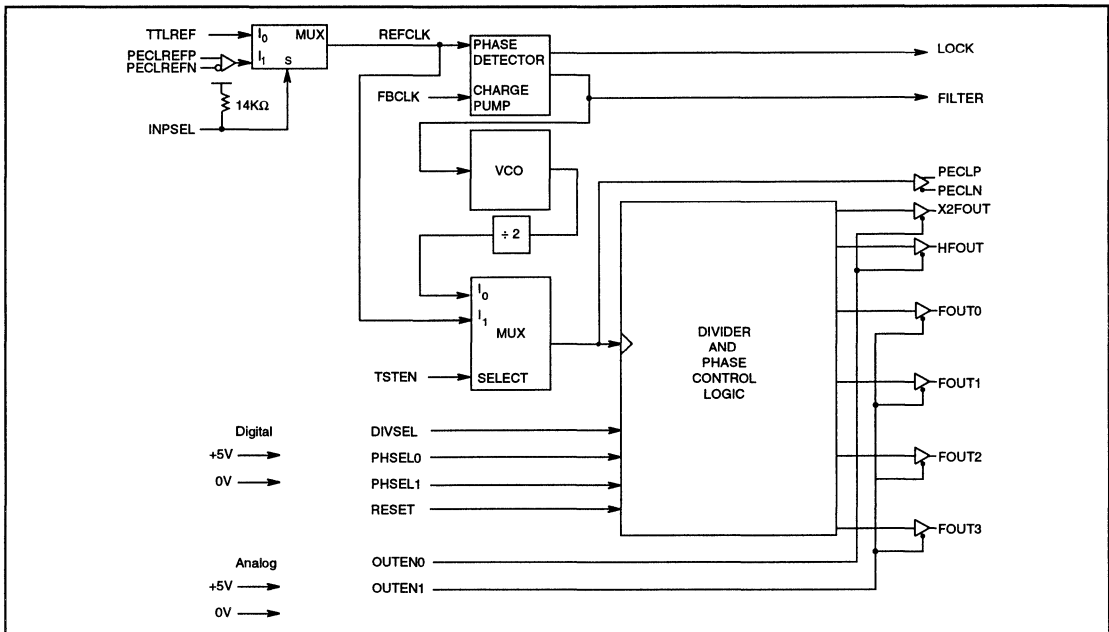 TTLREF
I0
MUX
PECLREFP
PECLREFN
I1
S
14KΩ
INPSEL
REFCLK
PHASE
DETECTOR
FBCLK
CHARGE
PUMP
LOCK
FILTER
VCO
÷ 2
I0
I1
MUX
TSTEN
SELECT
DIVIDER
AND
PHASE
CONTROL
LOGIC
PECLP
PECLN
X2FOUT
HFOUT
FOUT0
FOUT1
FOUT2
FOUT3
Digital
+5V
0V
DIVSEL
PHSEL0
PHSEL1
RESET
Analog
+5V
0V
OUTEN0
OUTEN1